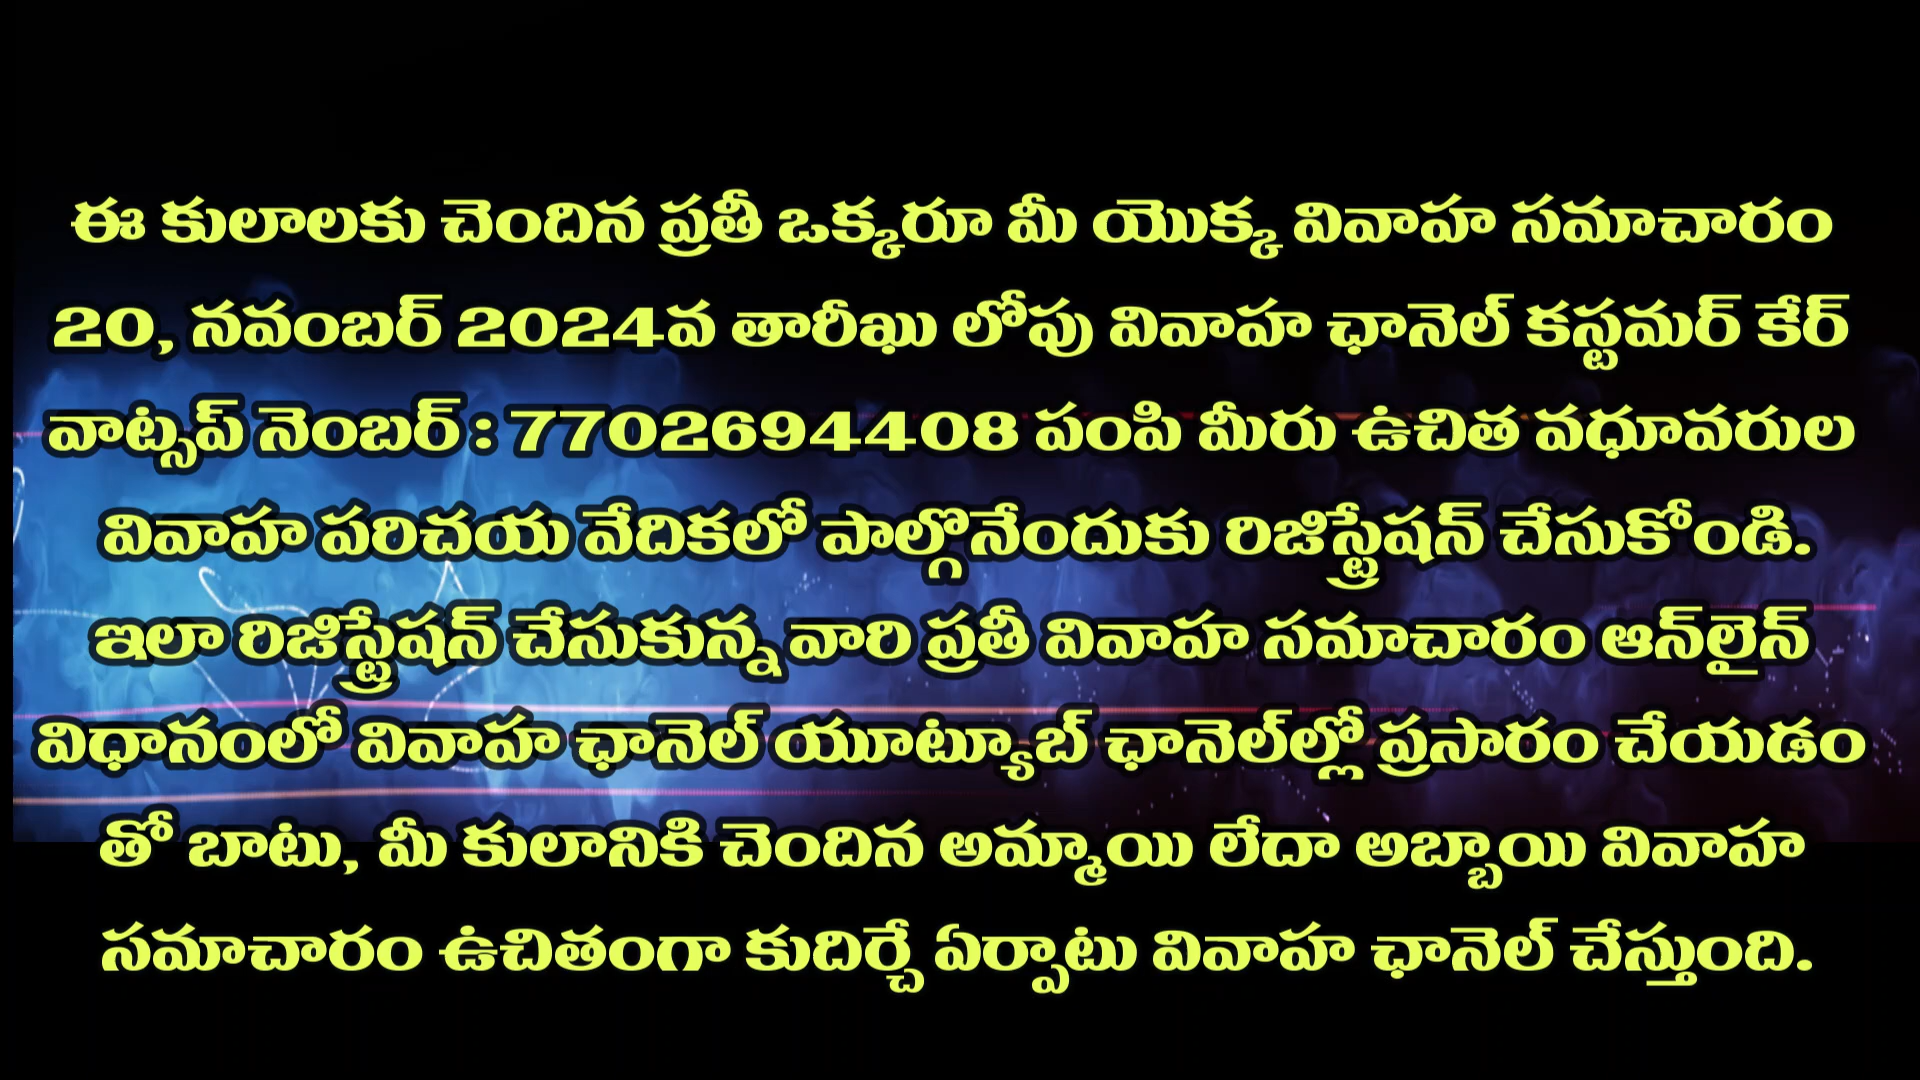 ఈ కులాలకు చెందిన ప్రతీ ఒక్కరూ మీ యొక్క వివాహ సమాచారం
20, నవంబర్ 2024వ తారీఖు లోపు వివాహ ఛానెల్ కస్టమర్ కేర్
వాట్సప్ నెంబర్ : 7702694408 పంపి మీరు ఉచిత వధూవరుల
వివాహ పరిచయ వేదికలో పాల్గొనేందుకు రిజిస్ట్రేషన్ చేసుకోండి.
ఇలా రిజిస్ట్రేషన్ చేసుకున్న వారి ప్రతీ వివాహ సమాచారం ఆన్‌లైన్
విధానంలో వివాహ ఛానెల్ యూట్యూబ్ ఛానెల్‌ల్లో ప్రసారం చేయడం
తో బాటు, మీ కులానికి చెందిన అమ్మాయి లేదా అబ్బాయి వివాహ
సమాచారం ఉచితంగా కుదిర్చే ఏర్పాటు వివాహ ఛానెల్ చేస్తుంది.